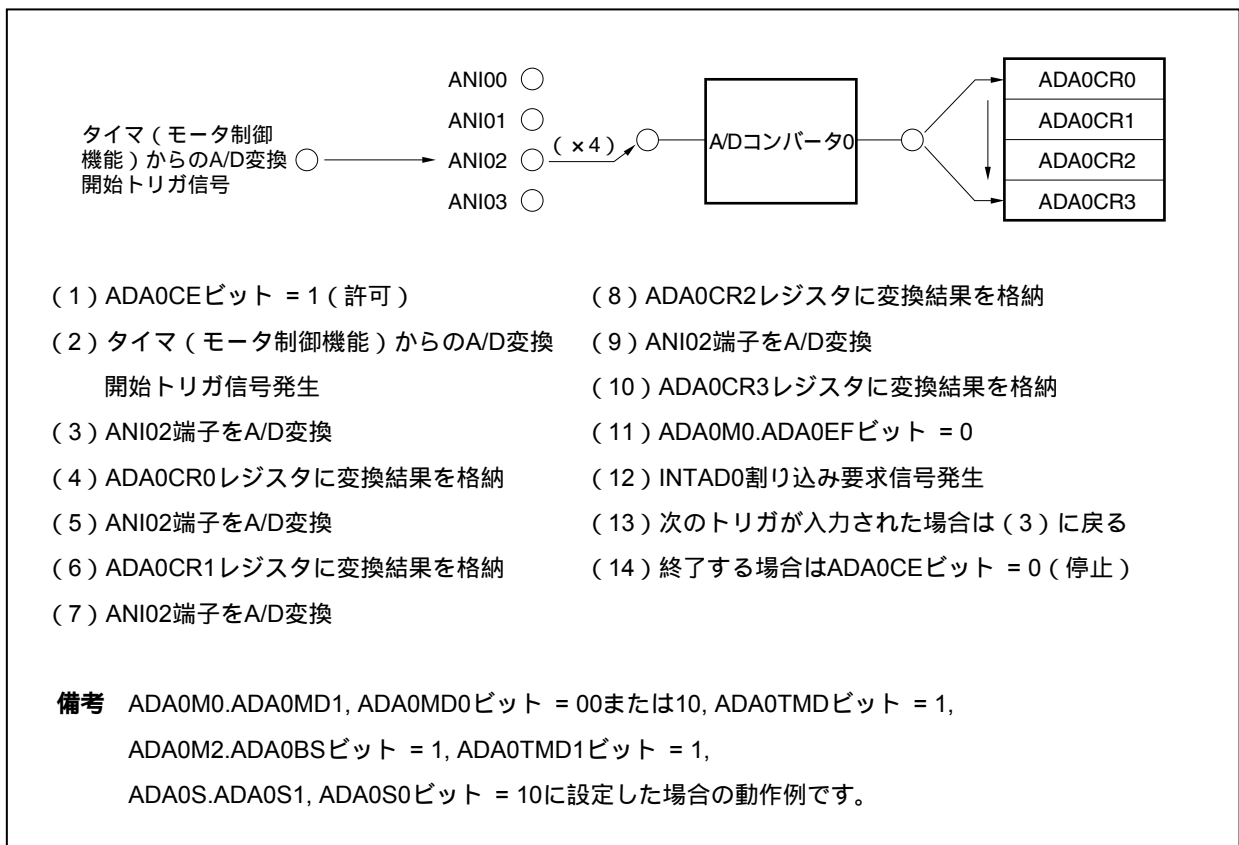 タイマ（モータ制御
機能）からのA/D変換
開始トリガ信号
ANI00
ANI01
ANI02
ANI03
（×4）
A/Dコンバータ0
ADA0CR0
ADA0CR1
ADA0CR2
ADA0CR3
（1）ADA0CEビット = 1（許可）
（2）タイマ（モータ制御機能）からのA/D変換
開始トリガ信号発生
（3）ANI02端子をA/D変換
（4）ADA0CR0レジスタに変換結果を格納
（5）ANI02端子をA/D変換
（6）ADA0CR1レジスタに変換結果を格納
（7）ANI02端子をA/D変換
（8）ADA0CR2レジスタに変換結果を格納
（9）ANI02端子をA/D変換
（10）ADA0CR3レジスタに変換結果を格納
（11）ADA0M0.ADA0EFビット = 0
（12）INTAD0割り込み要求信号発生
（13）次のトリガが入力された場合は（3）に戻る
（14）終了する場合はADA0CEビット = 0（停止）
備考 ADA0M0.ADA0MD1, ADA0MD0ビット = 00または10, ADA0TMDビット = 1,
ADA0M2.ADA0BSビット = 1, ADA0TMD1ビット = 1,
ADA0S.ADA0S1, ADA0S0ビット = 10に設定した場合の動作例です。